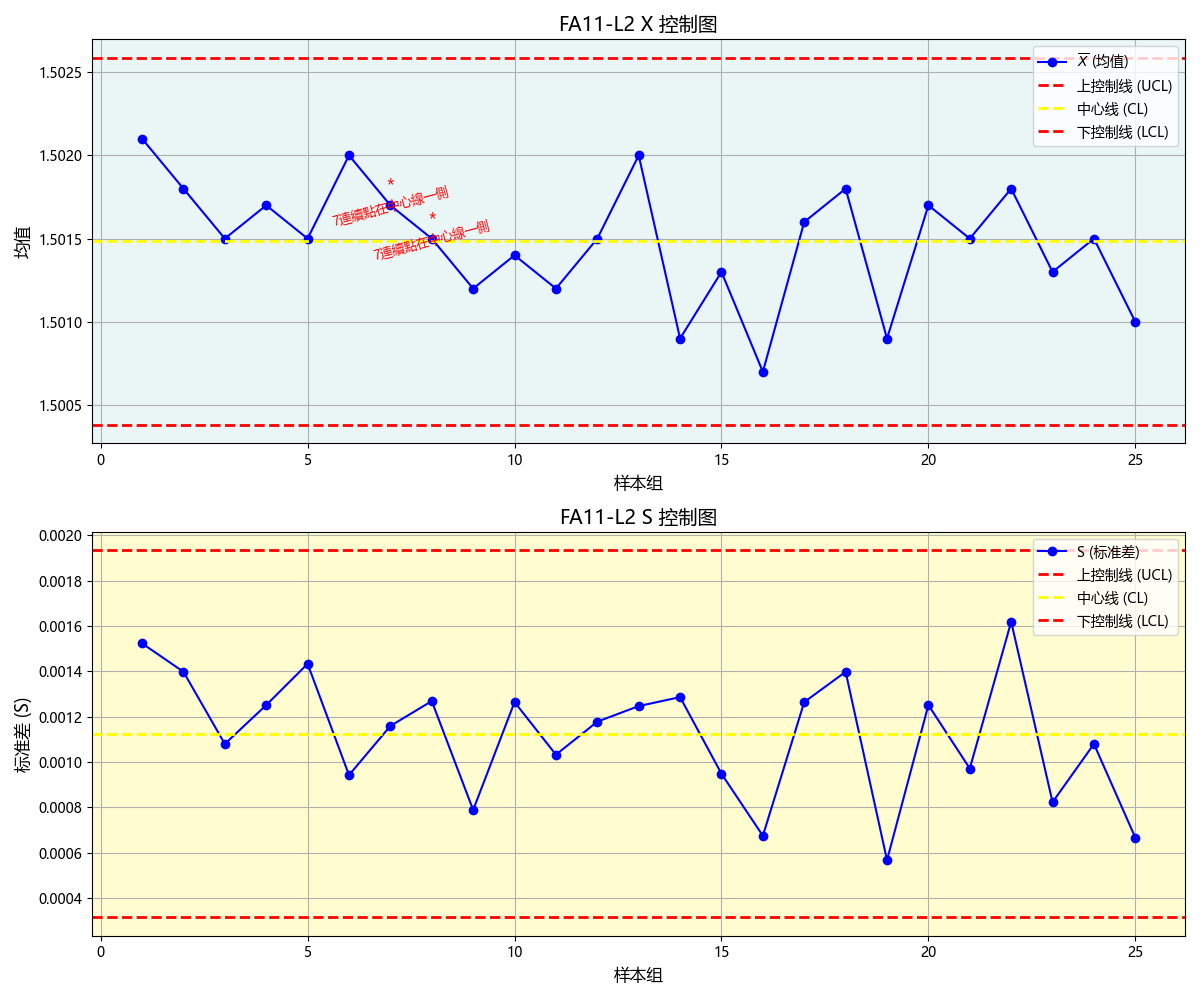 FA11-L2 X 控制图
1.5025
1.5020
1.5015
1.5010
1.5005
均值
X (均值)
上控制线 (UCL)
中心线 (CL)
下控制线 (LCL)
*
7連續點在中心線一側
*
7連續點在中心線一側
0 5 10 15 20 25
样本组
FA11-L2 S 控制图
0.0020
0.0018
0.0016
0.0014
0.0012
0.0010
0.0008
0.0006
0.0004
标准差 (S)
S (标准差)
上控制线 (UCL)
中心线 (CL)
下控制线 (LCL)
0 5 10 15 20 25
样本组